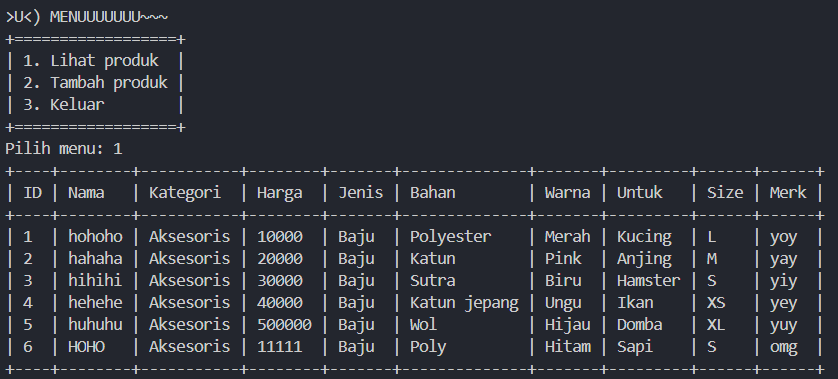 >U<) MENUUUUUUU~~~
+==================+
| 1. Lihat produk  |
| 2. Tambah produk |
| 3. Keluar        |
+==================+
Pilih menu: 1
+----+--------+-----------+--------+-------+--------------+-------+---------+------+------+
| ID | Nama   | Kategori  | Harga  | Jenis | Bahan        | Warna | Untuk   | Size | Merk |
+----+--------+-----------+--------+-------+--------------+-------+---------+------+------+
| 1  | hohoho | Aksesoris | 10000  | Baju  | Polyester    | Merah | Kucing  | L    | yoy  |
| 2  | hahaha | Aksesoris | 20000  | Baju  | Katun        | Pink  | Anjing  | M    | yay  |
| 3  | hihihi | Aksesoris | 30000  | Baju  | Sutra        | Biru  | Hamster | S    | yiy  |
| 4  | hehehe | Aksesoris | 40000  | Baju  | Katun jepang | Ungu  | Ikan    | XS   | yey  |
| 5  | huhuhu | Aksesoris | 500000 | Baju  | Wol          | Hijau | Domba   | XL   | yuy  |
| 6  | HOHO   | Aksesoris | 11111  | Baju  | Poly         | Hitam | Sapi    | S    | omg  |
+----+--------+-----------+--------+-------+--------------+-------+---------+------+------+